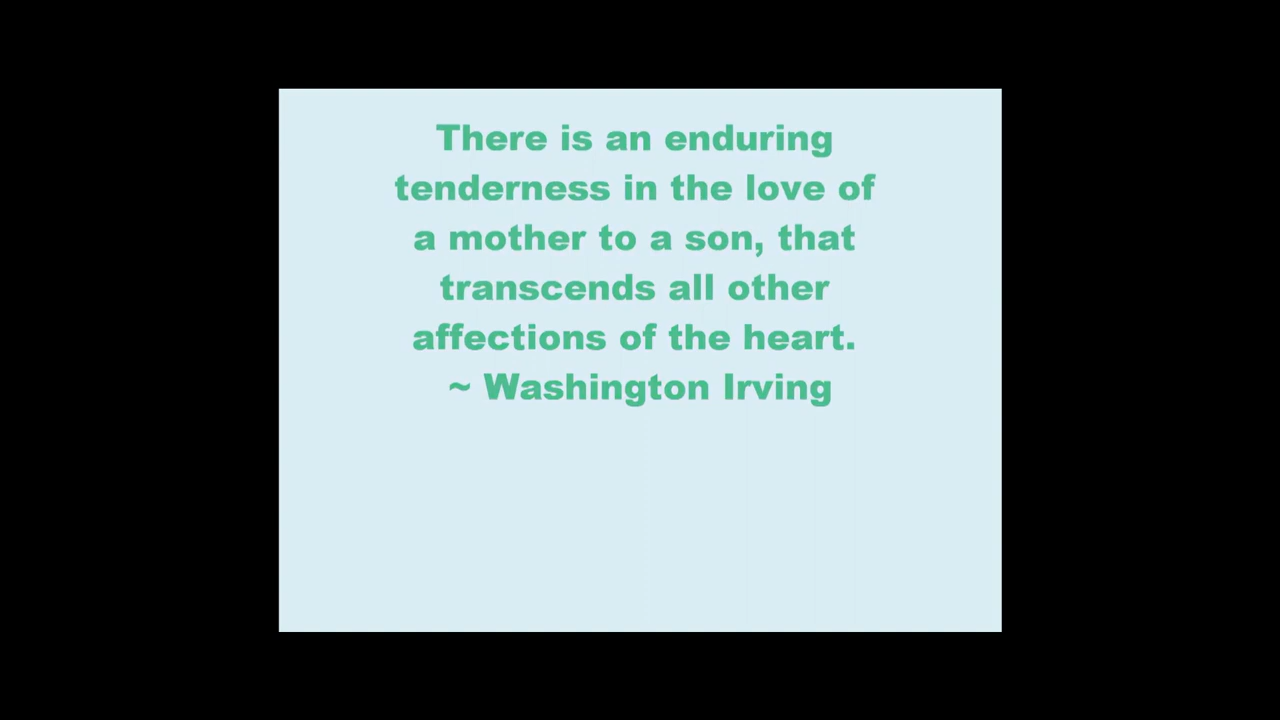 There is an enduring
tenderness in the love of
a mother to a son, that
transcends all other
affections of the heart.
~ Washington Irving